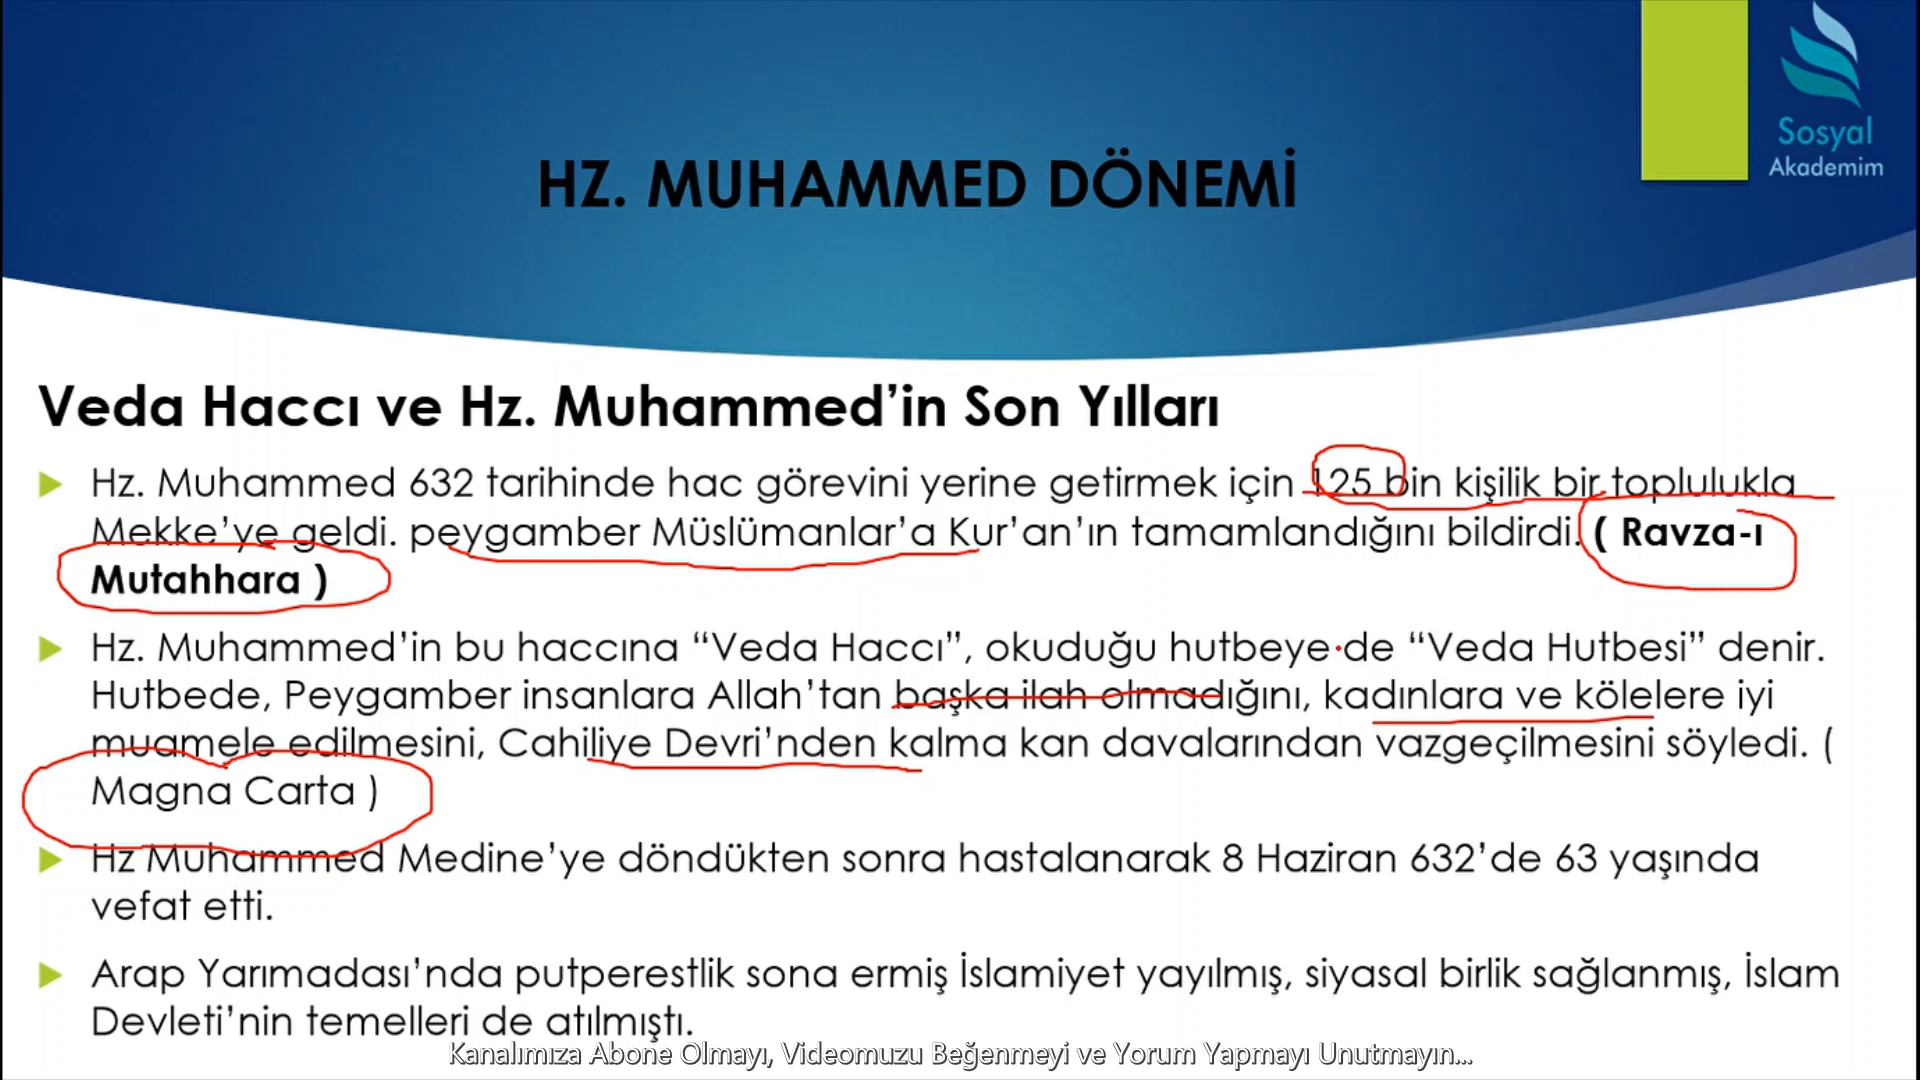 Sosyal
Akademim
HZ. MUHAMMED DÖNEMİ
Veda Haccı ve Hz. Muhammed’in Son Yılları
Hz. Muhammed 632 tarihinde hac görevini yerine getirmek için 125 bin kişilik bir toplulukla
Mekke’ye geldi. peygamber Müslümanlar’a Kur’an’ın tamamlandığını bildirdi. ( Ravza-ı
Mutahhara )
Hz. Muhammed’in bu haccına “Veda Haccı”, okuduğu hutbeye de “Veda Hutbesi” denir.
Hutbede, Peygamber insanlara Allah’tan başka ilah olmadığını, kadınlara ve kölelere iyi
muamele edilmesini, Cahiliye Devri’nden kalma kan davalarından vazgeçilmesini söyledi. (
Magna Carta )
Hz Muhammed Medine’ye döndükten sonra hastalanarak 8 Haziran 632’de 63 yaşında
vefat etti.
Arap Yarımadası’nda putperestlik sona ermiş İslamiyet yayılmış, siyasal birlik sağlanmış, İslam
Devleti’nin temelleri de atılmıştı.
Kanalımıza Abone Olmayı, Videomuzu Beğenmeyi ve Yorum Yapmayı Unutmayın...